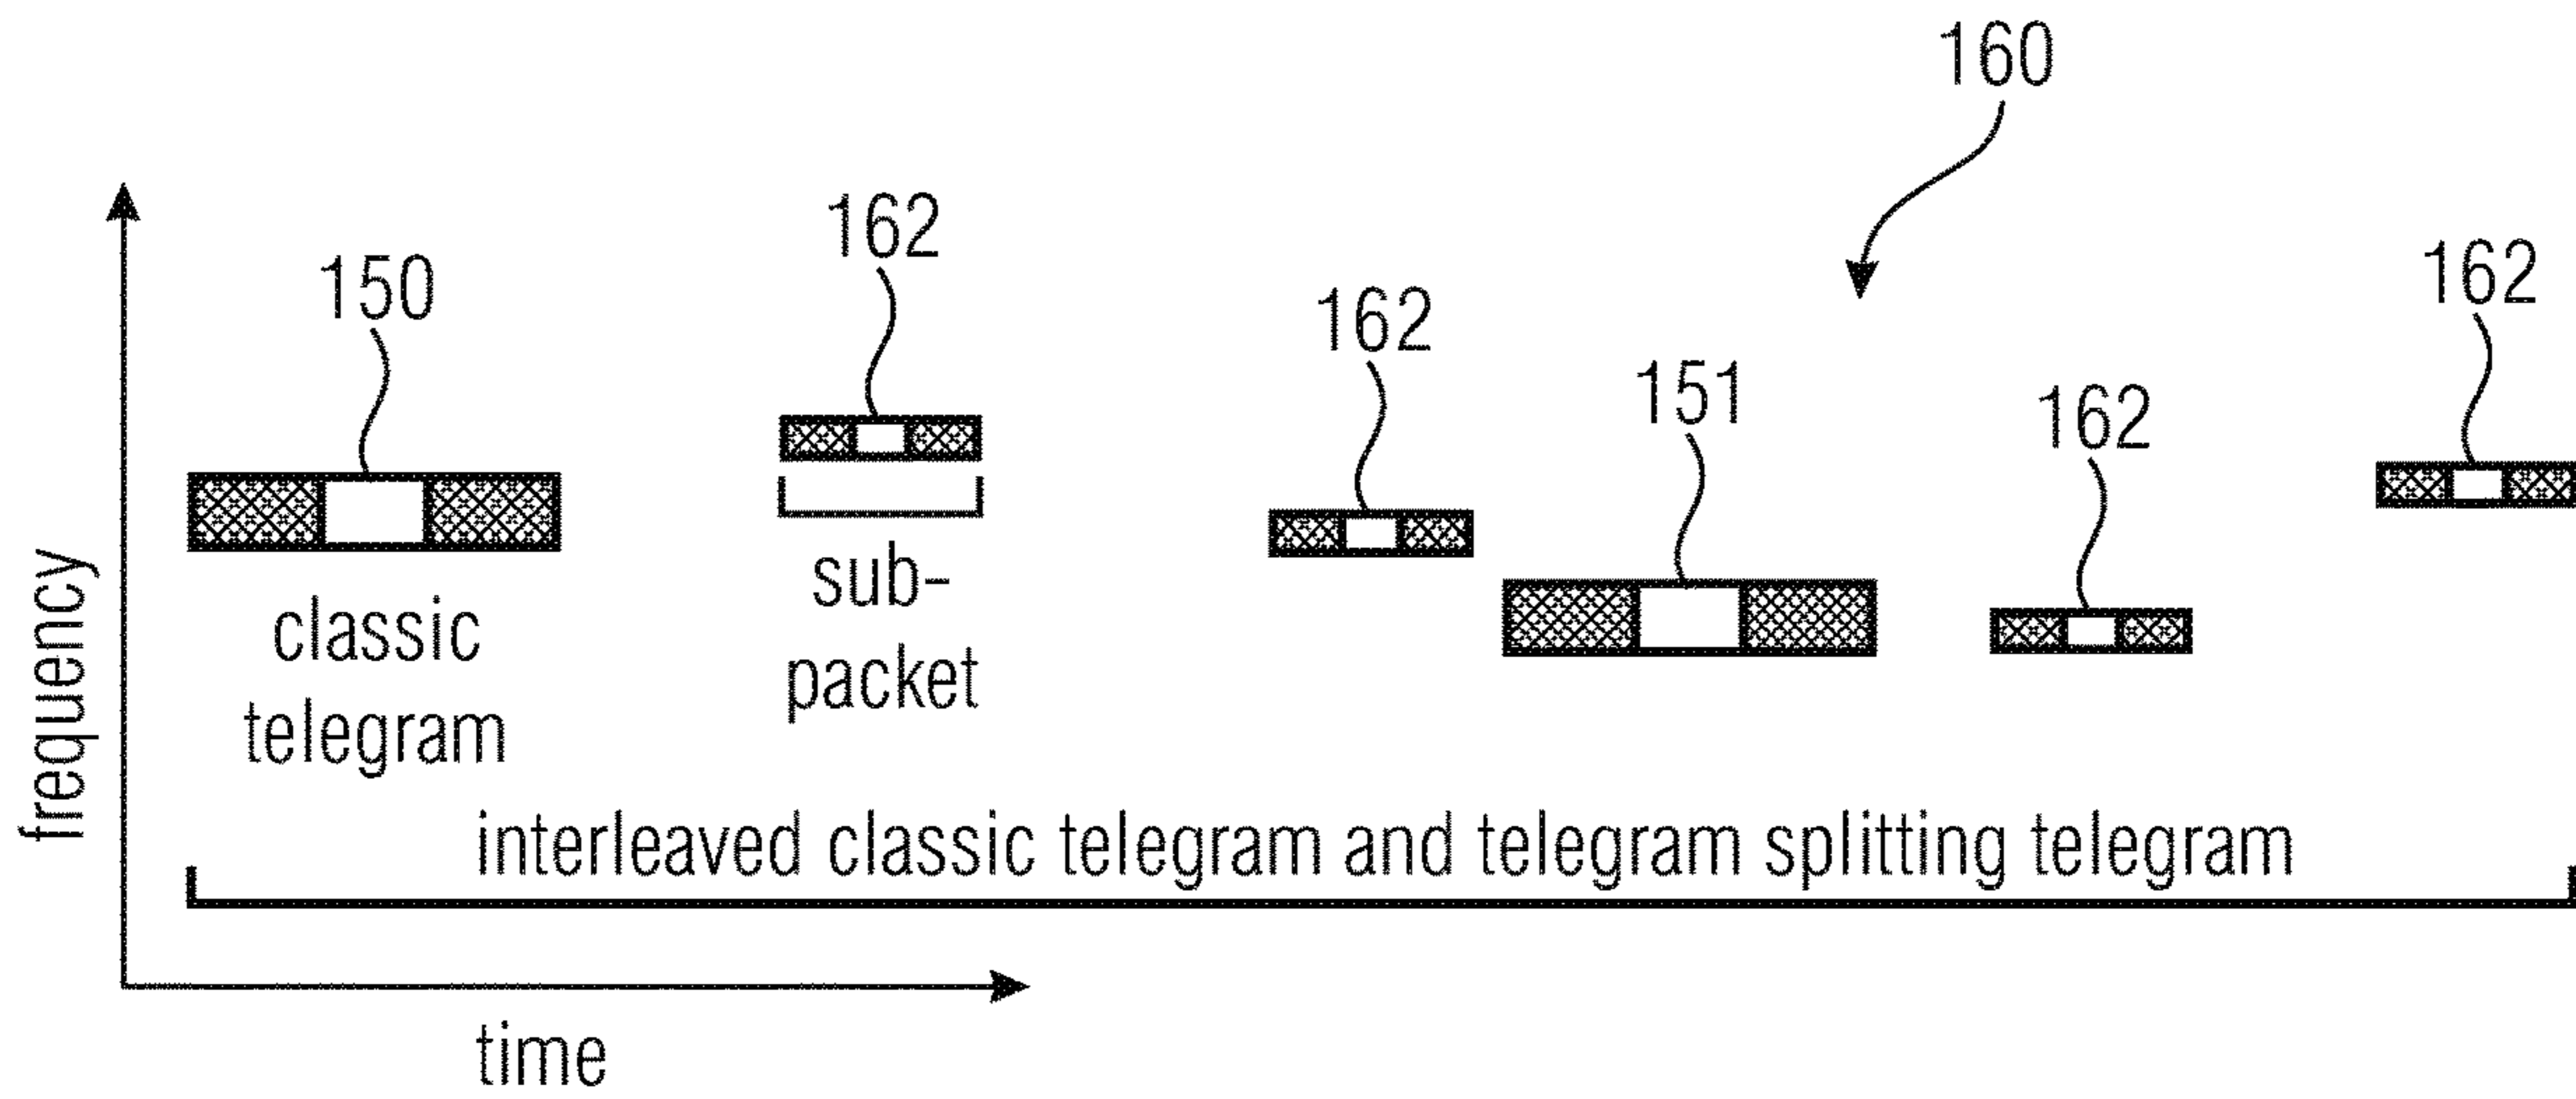 160
162
150
162
162
151
162
sub-
packet
classic
telegram
frequency
interleaved classic telegram and telegram splitting telegram
time